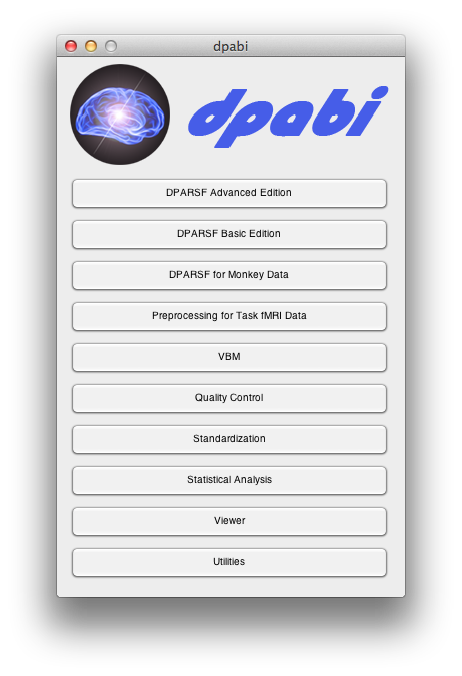 dpabi
dpabi
DPARSF Advanced Edition
DPARSF Basic Edition
DPARSF for Monkey Data
Preprocessing for Task fMRI Data
VBM
Quality Control
Standardization
Statistical Analysis
Viewer
Utilities